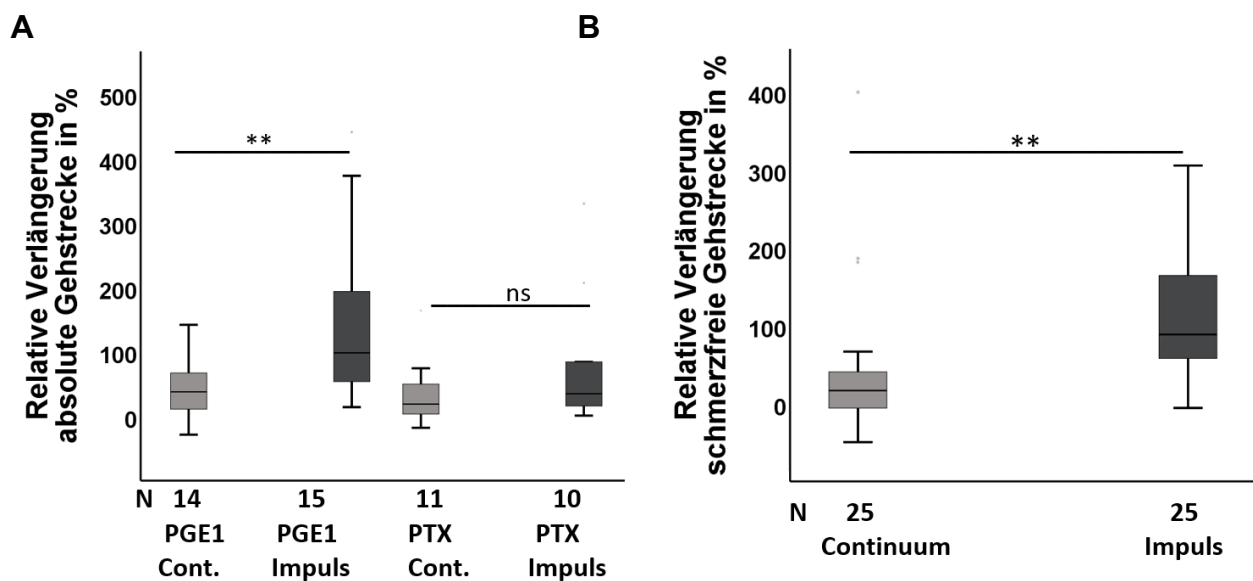 A
Relative Verlängerung
absolute Gehstrecke in %
500
400
300
200
100
0
**
ns
N 14 15 11 10
PGE1 PGE1 PTX PTX
Cont. Impuls Cont. Impuls
B
Relative Verlängerung
schmerzfreie Gehstrecke in %
400
300
200
100
0
**
N 25 25
Continuum Impuls